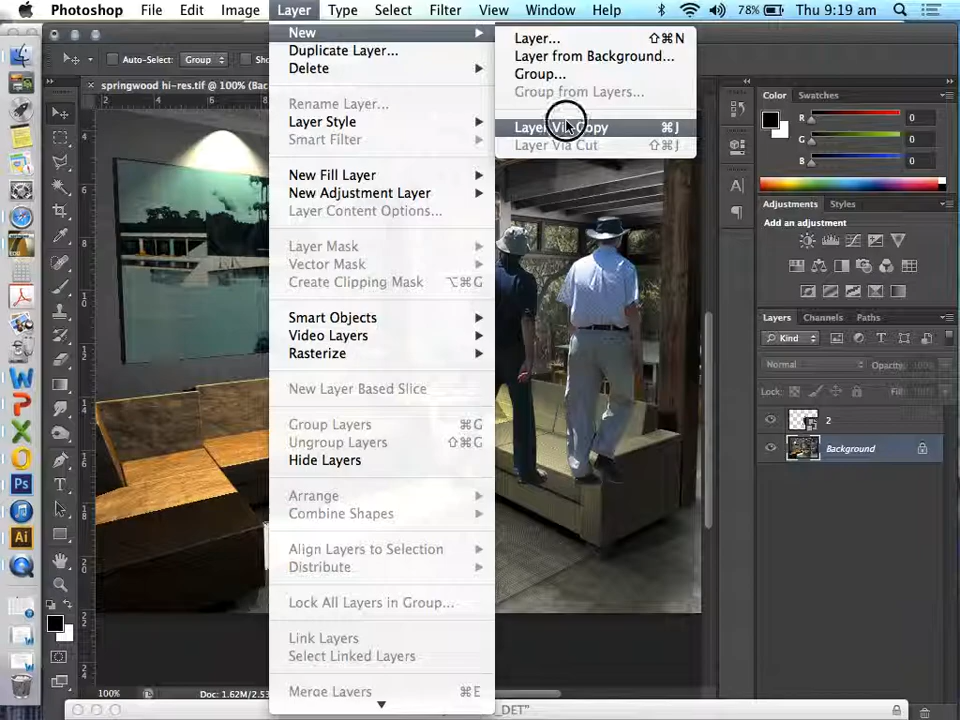 Photoshop File Edit Image Layer Type Select Filter View Window Help 78% Thu 9:19 am
Auto-Select: Group
springwood hi-res.tif @ 100% (Bac
New
Duplicate Layer...
Delete
Rename Layer...
Layer Style
Smart Filter
New Fill Layer
New Adjustment Layer
Layer Content Options...
Layer Mask
Vector Mask
Create Clipping Mask ⌥⌘G
Smart Objects
Video Layers
Rasterize
New Layer Based Slice
Group Layers ⌘G
Ungroup Layers ⇧⌘G
Hide Layers
Arrange
Combine Shapes
Align Layers to Selection
Distribute
Lock All Layers in Group...
Link Layers
Select Linked Layers
Merge Layers ⌘E
Layer... ⇧⌘N
Layer from Background...
Group...
Group from Layers...
Layer Via Copy ⌘J
Layer Via Cut ⇧⌘J
Color Swatches
R 0
G 0
B 0
Adjustments Styles
Add an adjustment
Layers Channels Paths
Kind
Normal Opacity: 100%
Lock: Fill:
2
Background
100% Doc: 1.62M/2.53
_DET"